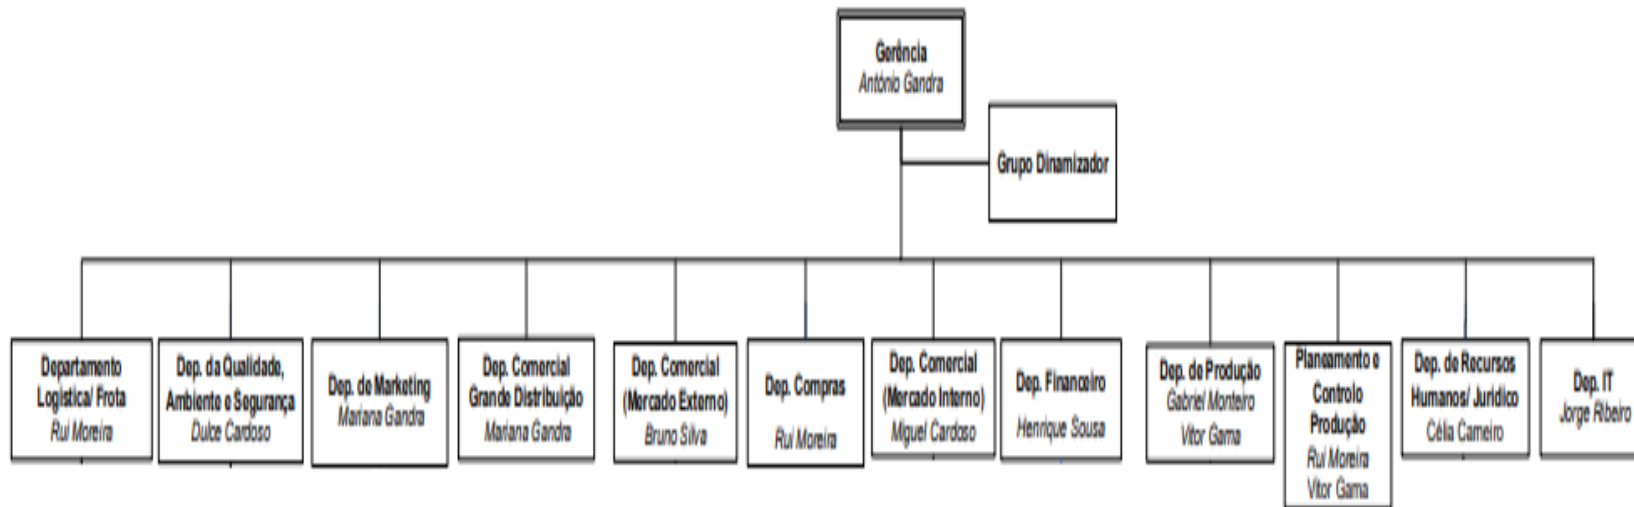 Gerência
António Gandra
Grupo Dinamizador
Departamento
Logistica/ Frota
Rui Moreira
Dep. da Qualidade,
Ambiente e Segurança
Dulce Cardoso
Dep. de Marketing
Mariana Gandra
Dep. Comercial
Grande Distribuição
Mariana Gandra
Dep. Comercial
(Mercado Externo)
Bruno Silva
Dep. Compras
Rui Moreira
Dep. Comercial
(Mercado Interno)
Miguel Cardoso
Dep. Financeiro
Henrique Sousa
Dep. de Produção
Gabriel Monteiro
Vitor Gama
Planeamento e
Controlo
Produção
Rui Moreira
Vitor Gama
Dep. de Recursos
Humanos/ Jurídico
Célia Carneiro
Dep. IT
Jorge Ribeiro